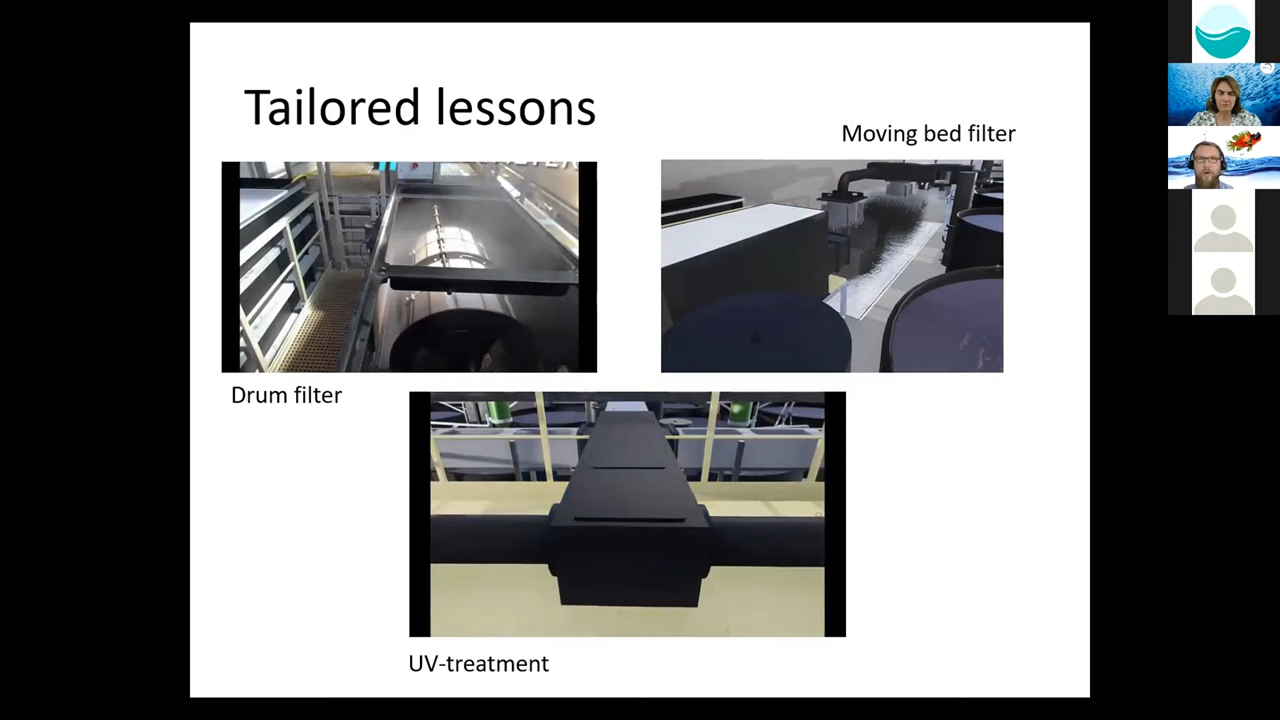 Tailored lessons
Moving bed filter
Drum filter
UV-treatment